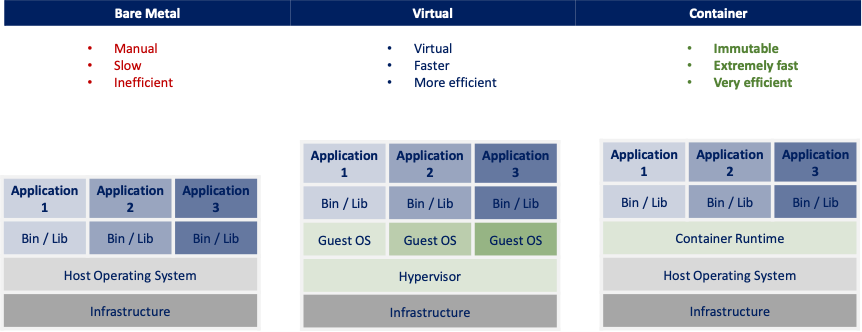 Bare Metal
Virtual
Container
• Manual
• Slow
• Inefficient
• Virtual
• Faster
• More efficient
• Immutable
• Extremely fast
• Very efficient
Application
1
Application
2
Application
3
Bin / Lib
Bin / Lib
Bin / Lib
Host Operating System
Infrastructure
Application
1
Application
2
Application
3
Bin / Lib
Bin / Lib
Bin / Lib
Guest OS
Guest OS
Guest OS
Hypervisor
Infrastructure
Application
1
Application
2
Application
3
Bin / Lib
Bin / Lib
Bin / Lib
Container Runtime
Host Operating System
Infrastructure